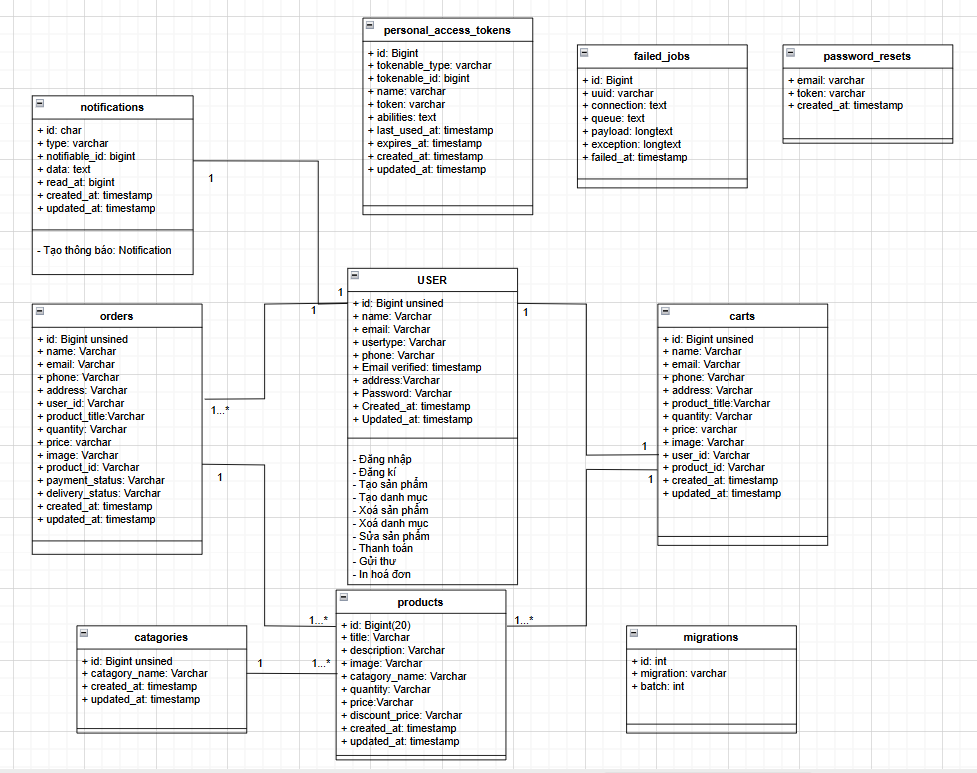 personal_access_tokens
+ id: Bigint
+ tokenable_type: varchar
+ tokenable_id: bigint
+ name: varchar
+ token: varchar
+ abilities: text
+ last_used_at: timestamp
+ expires_at: timestamp
+ created_at: timestamp
+ updated_at: timestamp
failed_jobs
+ id: Bigint
+ uuid: varchar
+ connection: text
+ queue: text
+ payload: longtext
+ exception: longtext
+ failed_at: timestamp
password_resets
+ email: varchar
+ token: varchar
+ created_at: timestamp
notifications
+ id: char
+ type: varchar
+ notifiable_id: bigint
+ data: text
+ read_at: bigint
+ created_at: timestamp
+ updated_at: timestamp
- Tạo thông báo: Notification
1
1
1
1
USER
+ id: Bigint unsined
+ name: Varchar
+ email: Varchar
+ usertype: Varchar
+ phone: Varchar
+ Email verified: timestamp
+ address:Varchar
+ Password: Varchar
+ Created_at: timestamp
+ Updated_at: timestamp
- Đăng nhập
- Đăng kí
- Tạo sản phẩm
- Tạo danh mục
- Xoá sản phẩm
- Xoá danh mục
- Sửa sản phẩm
- Thanh toán
- Gửi thư
- In hoá đơn
orders
+ id: Bigint unsined
+ name: Varchar
+ email: Varchar
+ phone: Varchar
+ address: Varchar
+ user_id: Varchar
+ product_title:Varchar
+ quantity: Varchar
+ price: varchar
+ image: Varchar
+ product_id: Varchar
+ payment_status: Varchar
+ delivery_status: Varchar
+ created_at: timestamp
+ updated_at: timestamp
1...*
1
carts
+ id: Bigint unsined
+ name: Varchar
+ email: Varchar
+ phone: Varchar
+ address: Varchar
+ product_title:Varchar
+ quantity: Varchar
+ price: varchar
+ image: Varchar
+ user_id: Varchar
+ product_id: Varchar
+ created_at: timestamp
+ updated_at: timestamp
1
1
products
+ id: Bigint(20)
+ title: Varchar
+ description: Varchar
+ image: Varchar
+ catagory_name: Varchar
+ quantity: Varchar
+ price:Varchar
+ discount_price: Varchar
+ created_at: timestamp
+ updated_at: timestamp
1...*
1...*
catagories
+ id: Bigint unsined
+ catagory_name: Varchar
+ created_at: timestamp
+ updated_at: timestamp
1
1...*
migrations
+ id: int
+ migration: varchar
+ batch: int